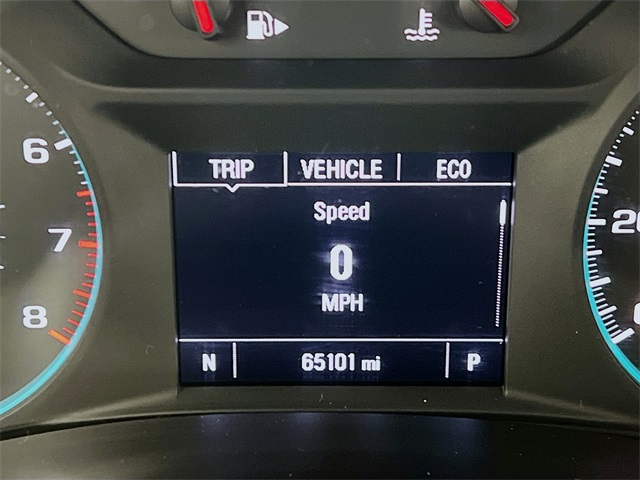 TRIP VEHICLE ECO
Speed
0
MPH
N 65101 mi P
6
7
8
20